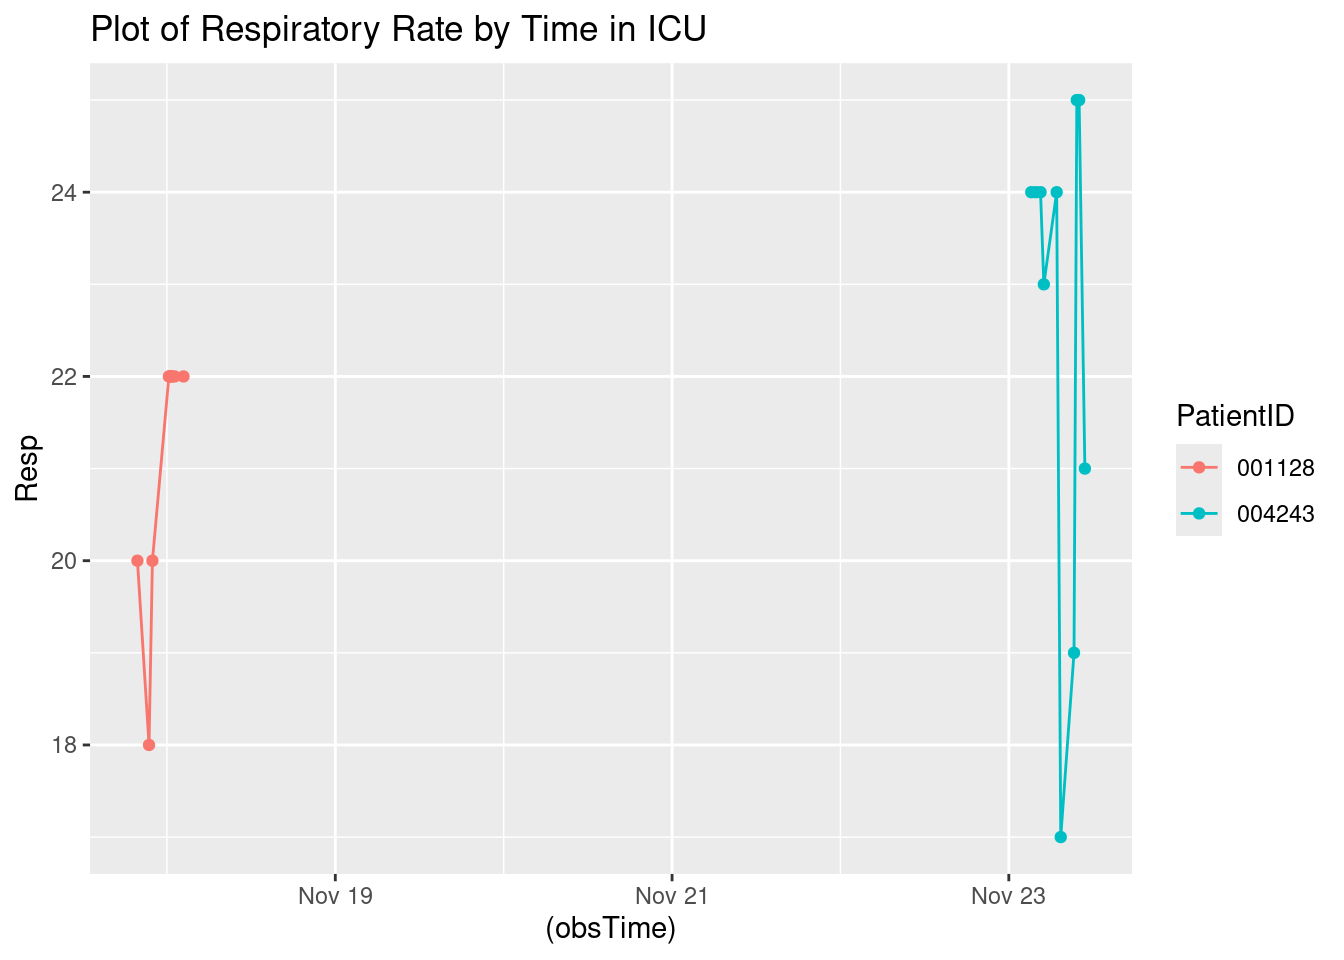 Plot of Respiratory Rate by Time in ICU
24
22
20
18
Resp
Nov 19
Nov 21
Nov 23
(obsTime)
PatientID
001128
004243